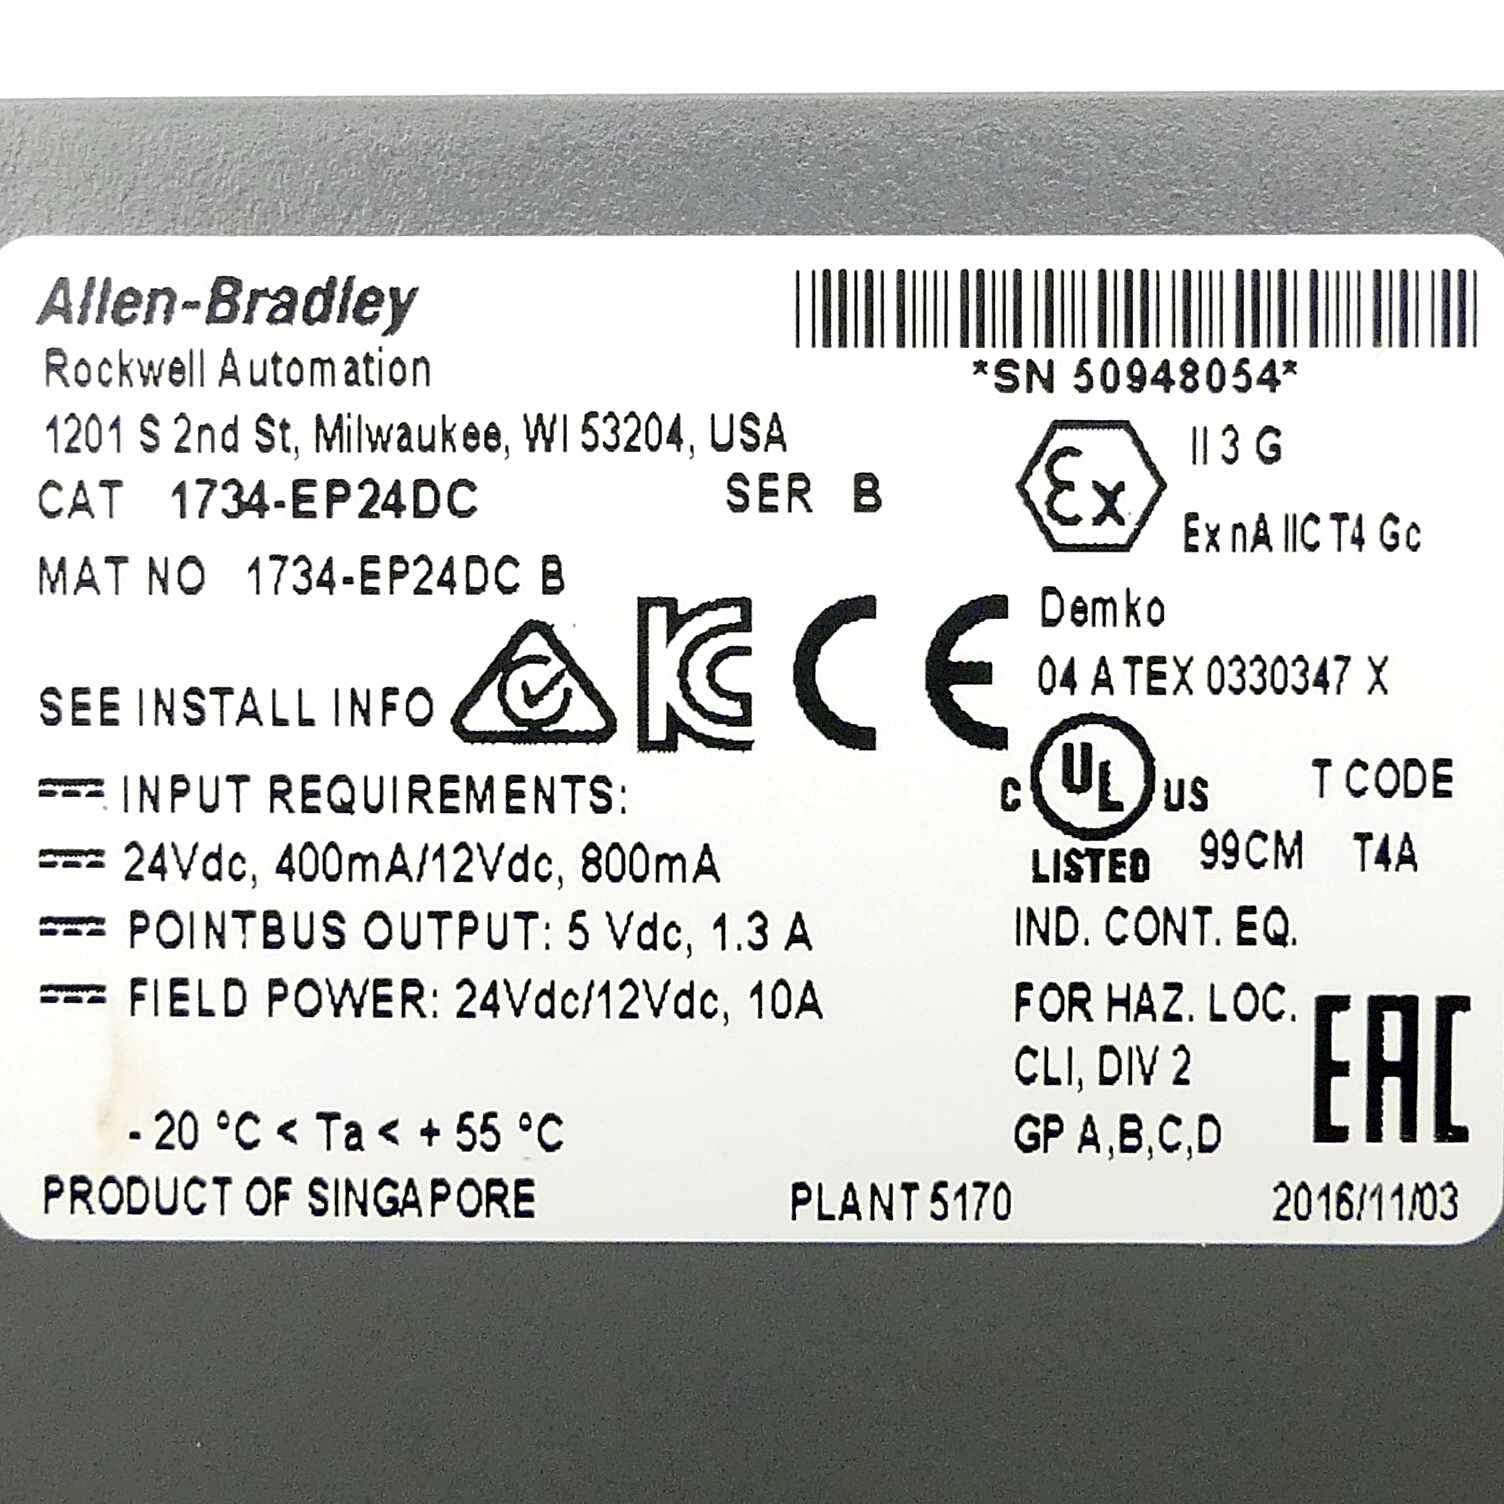 Allen-Bradley
Rockwell Automation
1201 S 2nd St, Milwaukee, WI 53204, USA
CAT 1734-EP24DC SER B
MAT NO 1734-EP24DC B
SEE INSTALL INFO
KC CE
INPUT REQUIREMENTS:
24Vdc, 400mA/12Vdc, 800mA
POINTBUS OUTPUT: 5 Vdc, 1.3 A
FIELD POWER: 24Vdc/12Vdc, 10A
- 20 °C < Ta < + 55 °C
PRODUCT OF SINGAPORE
PLANT 5170
*SN 50948054*
Ex II 3 G
Ex nA IIC T4 Gc
Demko
04 ATEX 0330347 X
C UL US T CODE
LISTED 99CM T4A
IND. CONT. EQ.
FOR HAZ. LOC.
CLI, DIV 2
GP A,B,C,D
EAC
2016/11/03